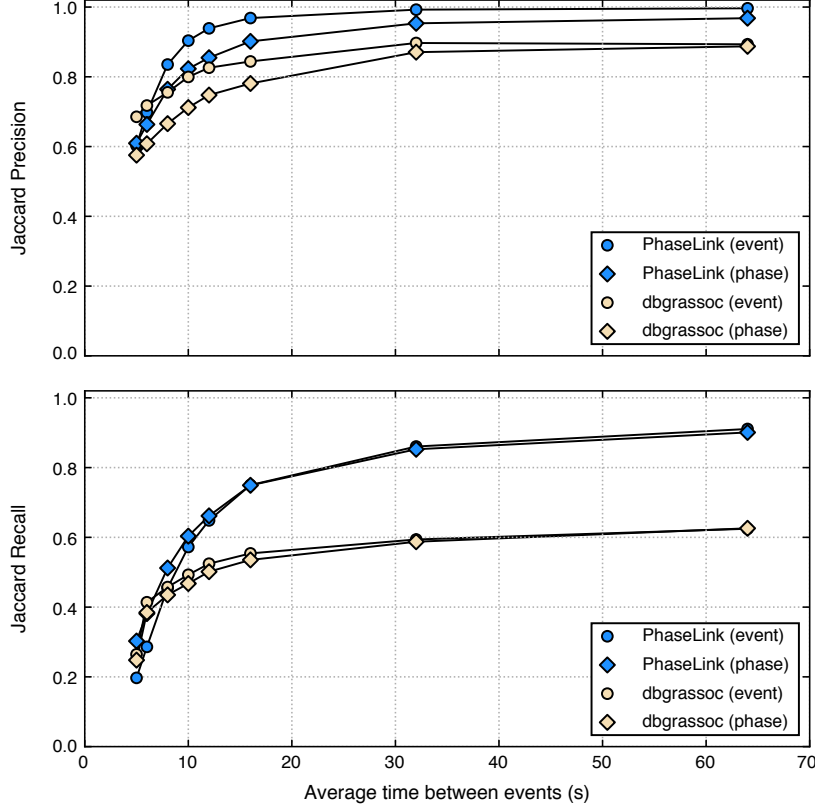 1.0
0.8
0.6
0.4
0.2
0.0
Jaccard Precision
PhaseLink (event)
PhaseLink (phase)
dbgrassoc (event)
dbgrassoc (phase)
1.0
0.8
0.6
0.4
0.2
0.0
Jaccard Recall
PhaseLink (event)
PhaseLink (phase)
dbgrassoc (event)
dbgrassoc (phase)
0 10 20 30 40 50 60 70
Average time between events (s)